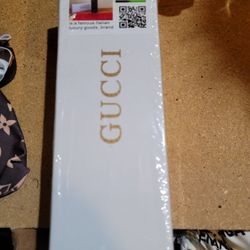 is a famous Italian
luxury goods, brand
GUCCI